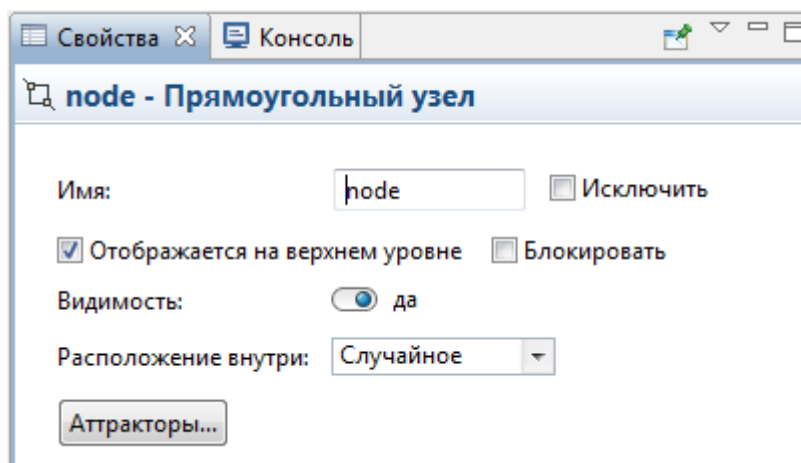 Свойства Консоль
node - Прямоугольный узел
Имя: node Исключить
Отображается на верхнем уровне Блокировать
Видимость: да
Расположение внутри: Случайное
Аттракторы...